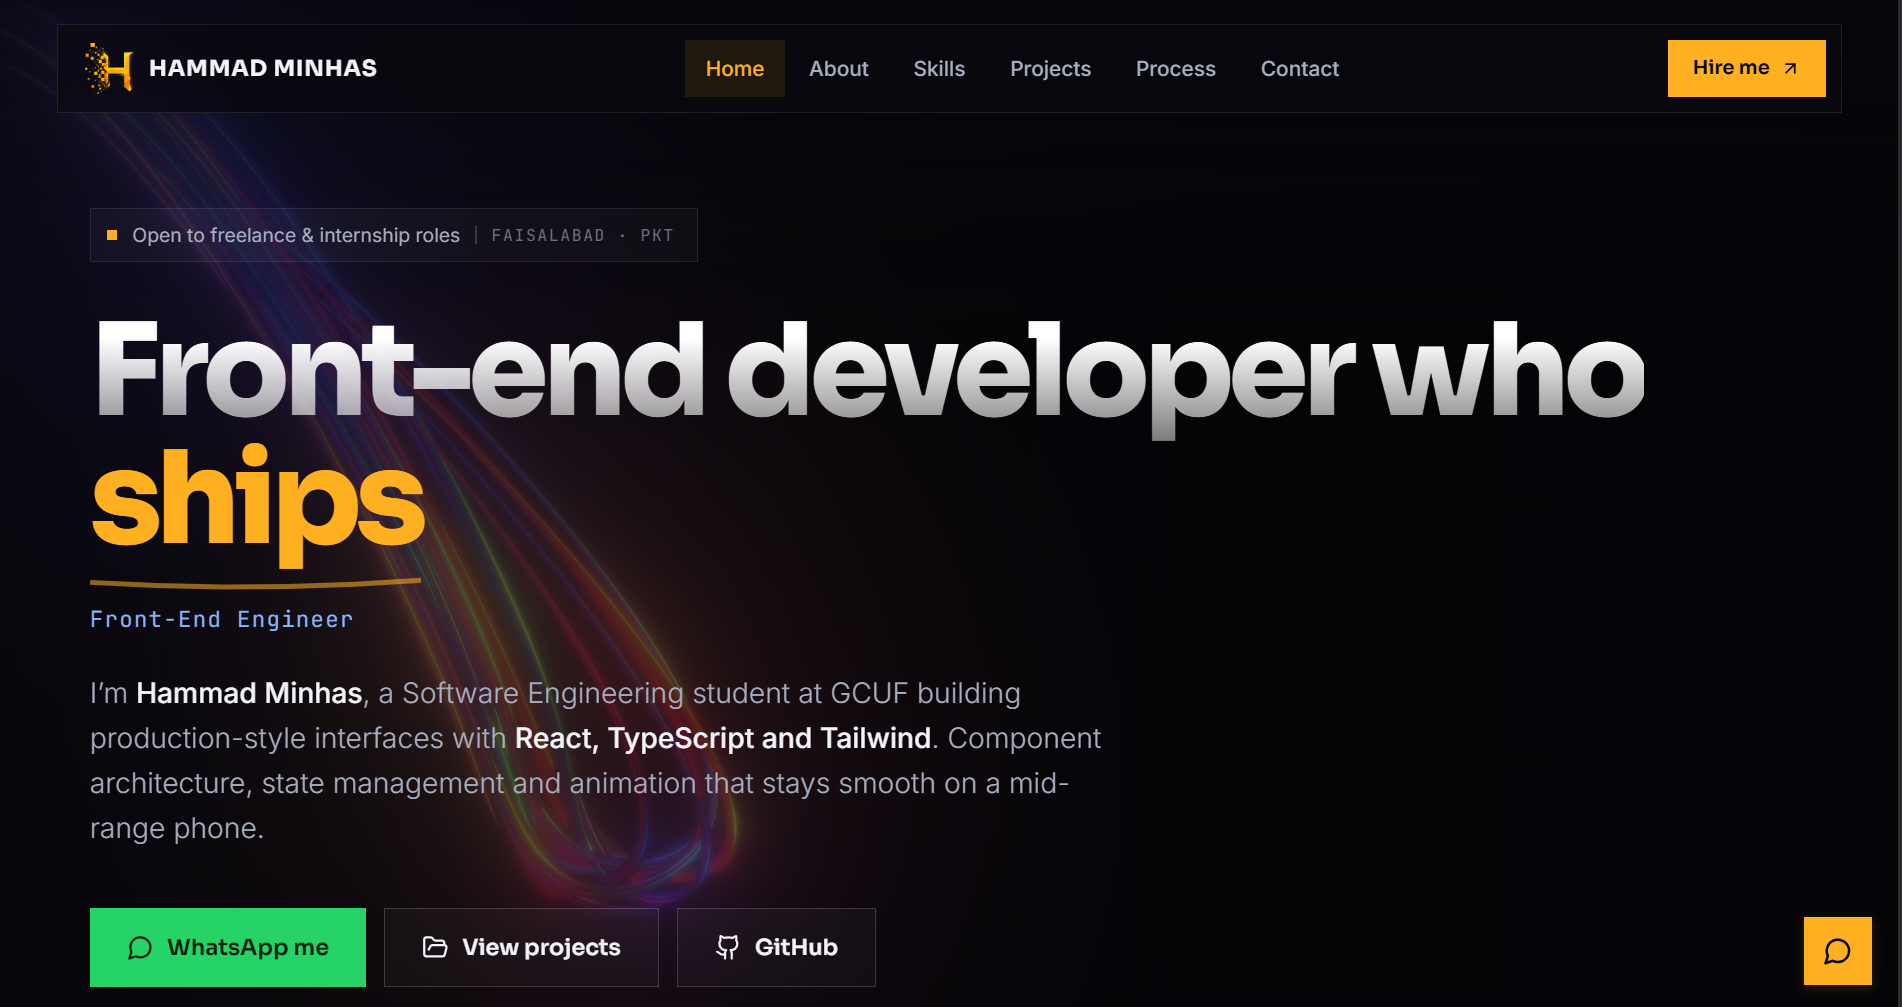 HAMMAD MINHAS
Home About Skills Projects Process Contact
Hire me
Open to freelance & internship roles | FAISALABAD · PKT
Front-end developer who
ships
Front-End Engineer
I’m Hammad Minhas, a Software Engineering student at GCUF building
production-style interfaces with React, TypeScript and Tailwind. Component
architecture, state management and animation that stays smooth on a mid-
range phone.
WhatsApp me View projects GitHub